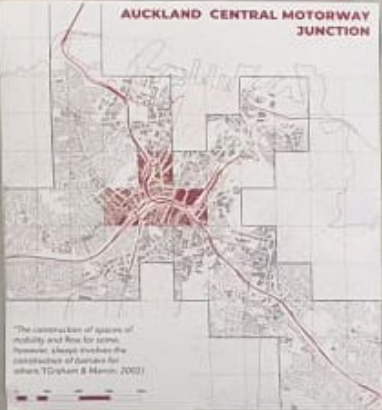 AUCKLAND CENTRAL MOTORWAY
JUNCTION
"The construction of spaces of
mobility and flow for some,
however, always involves the
construction of barriers for
others."(Graham & Marvin, 2002)